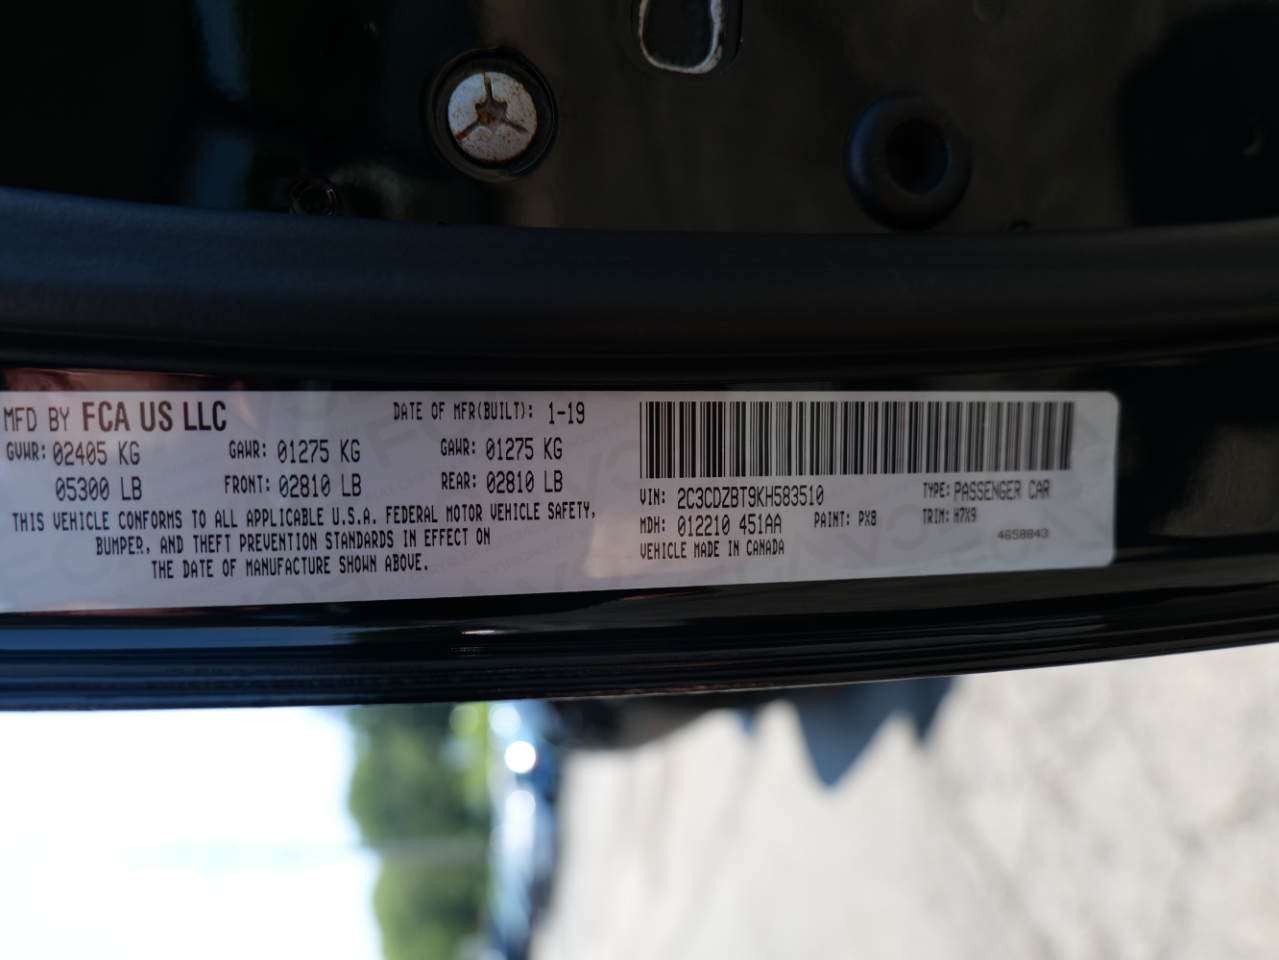 MFD BY FCA US LLC DATE OF MFR(BUILT): 1-19
GVWR: 02405 KG GAWR: 01275 KG GAWR: 01275 KG
05300 LB FRONT: 02810 LB REAR: 02810 LB
THIS VEHICLE CONFORMS TO ALL APPLICABLE U.S.A. FEDERAL MOTOR VEHICLE SAFETY,
BUMPER, AND THEFT PREVENTION STANDARDS IN EFFECT ON
THE DATE OF MANUFACTURE SHOWN ABOVE.
VIN: 2C3CDZBT9KH583510 TYPE: PASSENGER CAR
MDH: 012210 451AA PAINT: PX8 TRIM: H7X9
VEHICLE MADE IN CANADA 4658843